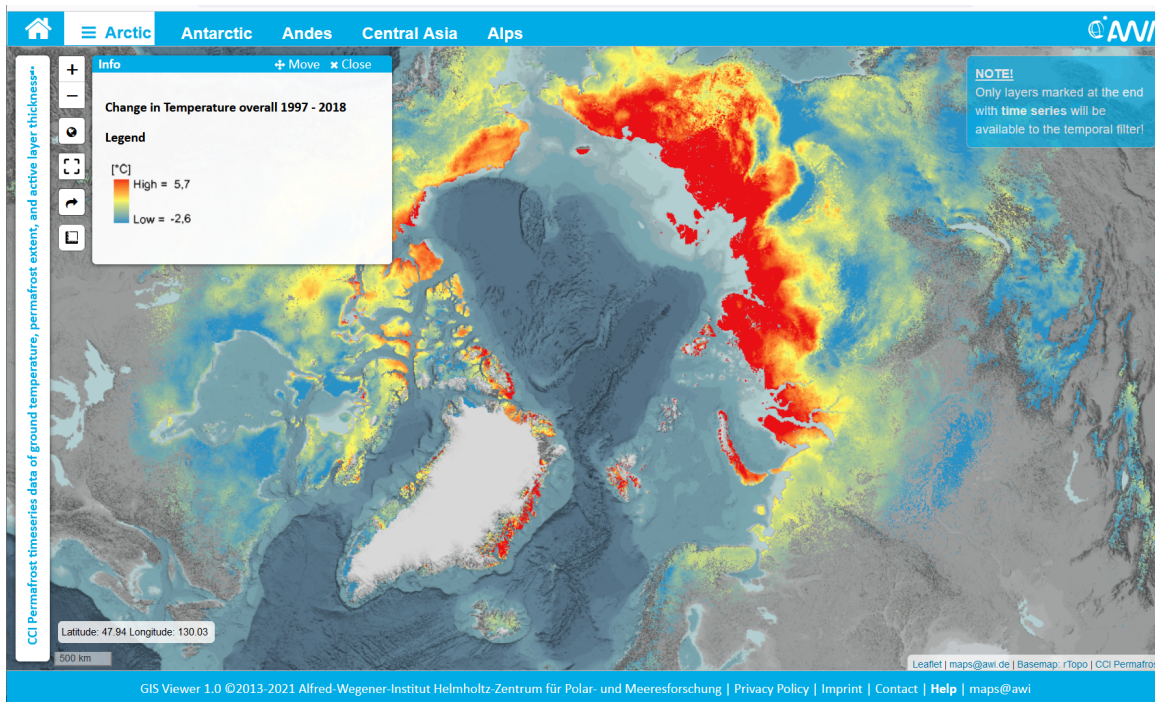 Arctic
Antarctic
Andes
Central Asia
Alps
AWI
CCI Permafrost timeseries data of ground temperature, permafrost extent, and active layer thickness
+
−
Info
Move
Close
Change in Temperature overall 1997 - 2018
Legend
[°C]
High = 5,7
Low = -2,6
NOTE!
Only layers marked at the end
with time series will be
available to the temporal filter!
Latitude: 47.94 Longitude: 130.03
500 km
Leaflet | maps@awi.de | Basemap: rTopo | CCI Permafros
GIS Viewer 1.0 ©2013-2021 Alfred-Wegener-Institut Helmholtz-Zentrum für Polar- und Meeresforschung | Privacy Policy | Imprint | Contact | Help | maps@awi